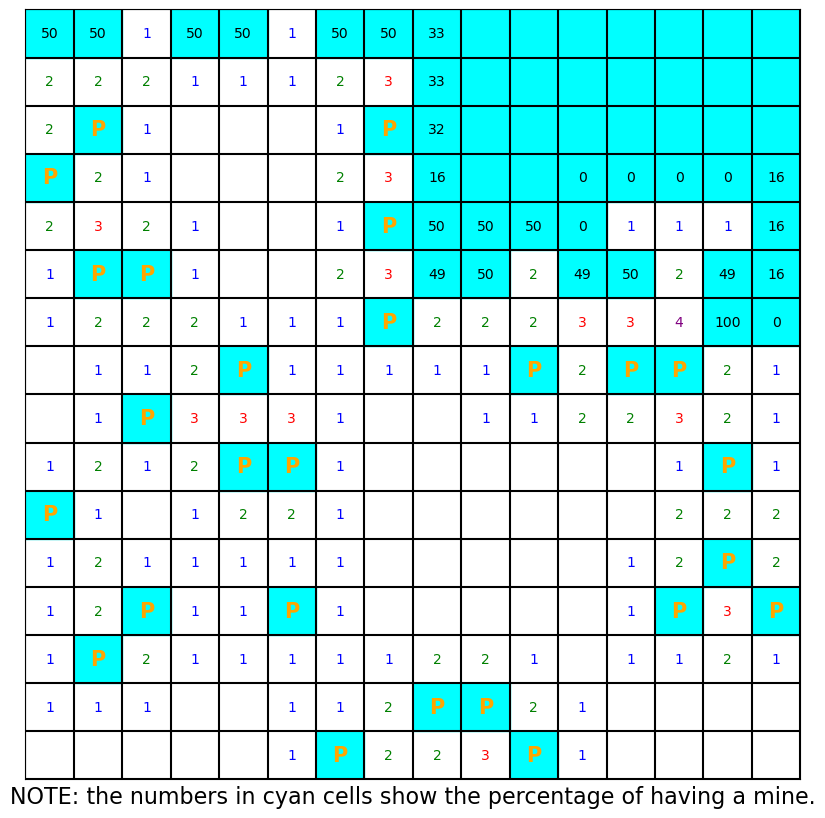 50 50 1 50 50 1 50 50 33
2 2 2 1 1 1 2 3 33
2 P 1 1 P 32
P 2 1 2 3 16 0 0 0 0 16
2 3 2 1 1 P 50 50 50 0 1 1 1 16
1 P P 1 2 3 49 50 2 49 50 2 49 16
1 2 2 2 1 1 1 P 2 2 2 3 3 4 100 0
1 1 2 P 1 1 1 1 1 P 2 P P 2 1
1 P 3 3 3 1 1 1 2 2 3 2 1
1 2 1 2 P P 1 1 P 1
P 1 1 2 2 1 2 2 2
1 2 1 1 1 1 1 1 2 P 2
1 2 P 1 1 P 1 1 P 3 P
1 P 2 1 1 1 1 1 2 2 1 1 1 2 1
1 1 1 1 1 2 P P 2 1
1 P 2 2 3 P 1
NOTE: the numbers in cyan cells show the percentage of having a mine.